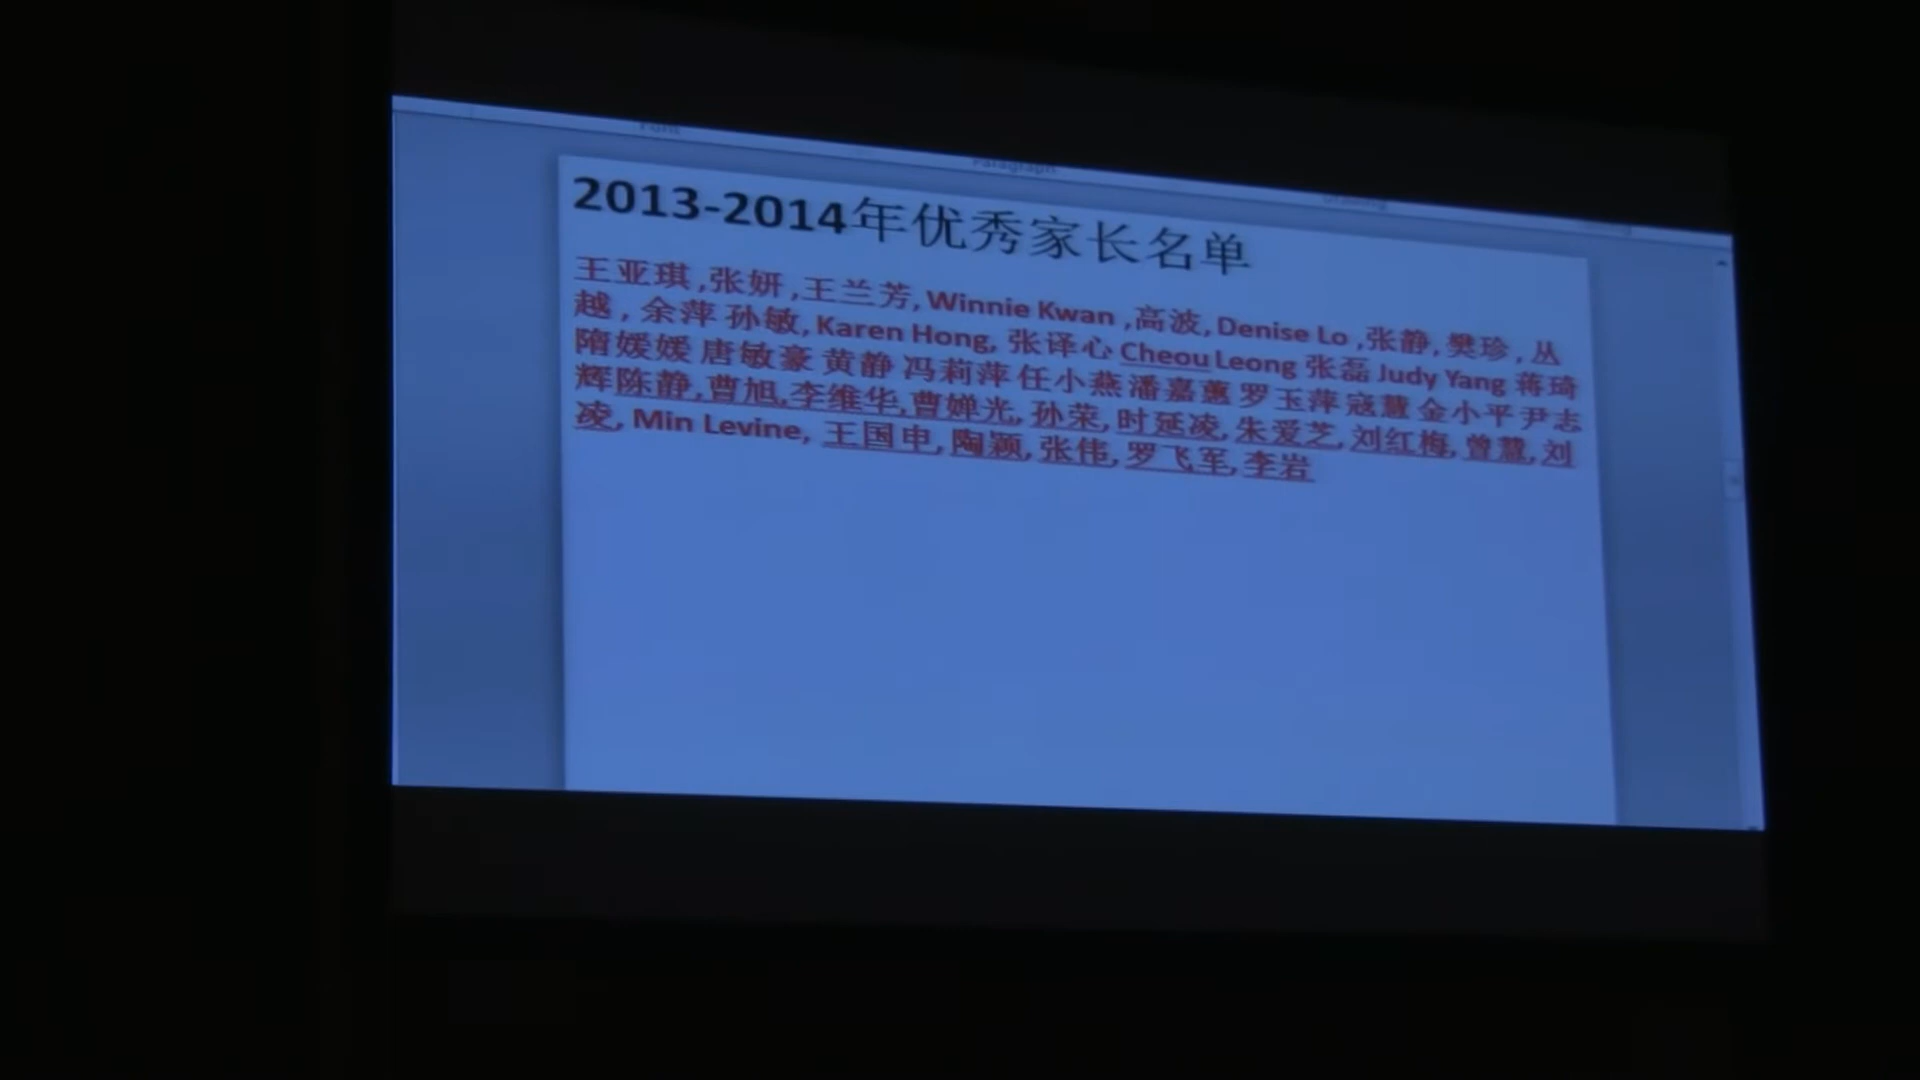 Font
Paragraph
Drawing
2013-2014年优秀家长名单
王亚琪 ,张妍 ,王兰芳, Winnie Kwan ,高波, Denise Lo ,张静, 樊珍 , 丛
越 , 余萍 孙敏, Karen Hong, 张译心 Cheou Leong 张磊 Judy Yang 蒋琦
隋媛媛 唐敏豪 黄静 冯莉萍 任小燕 潘嘉蕙 罗玉萍 寇慧 金小平 尹志
辉陈静,曹旭,李维华,曹婵光, 孙荣, 时延凌, 朱爱芝, 刘红梅, 曾慧, 刘
凌, Min Levine, 王国申, 陶颖, 张伟, 罗飞军, 李岩